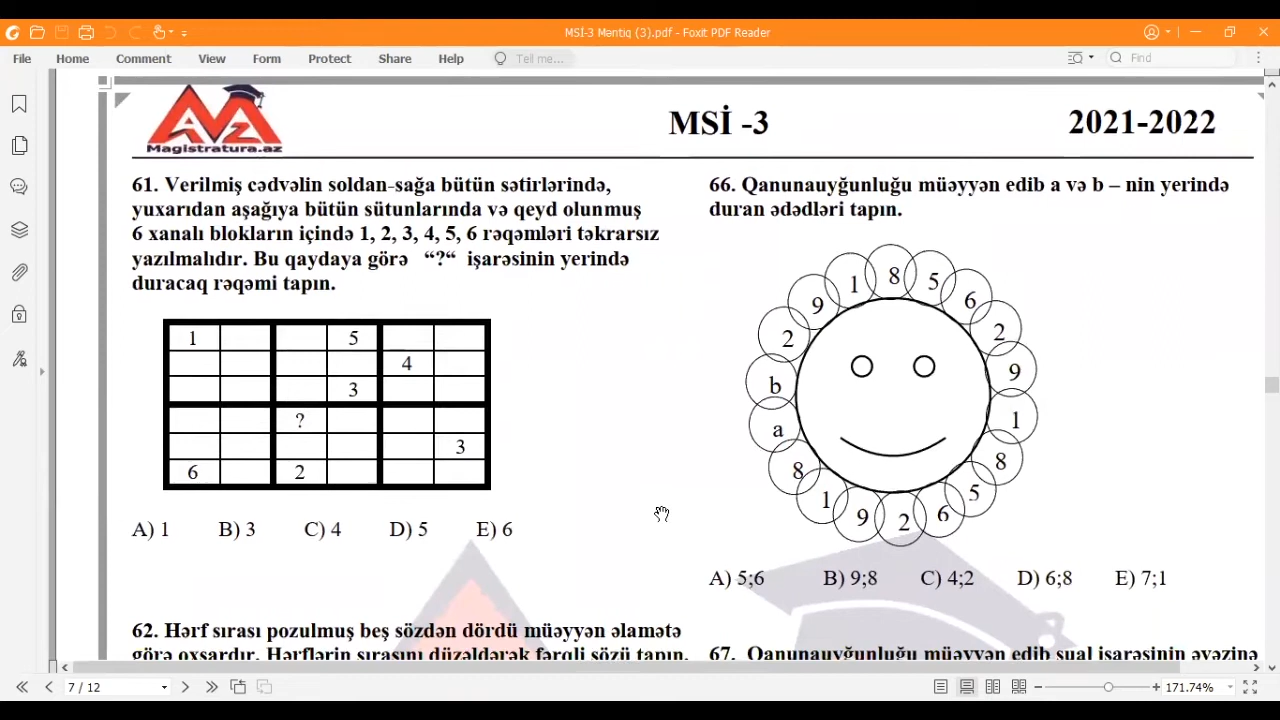 MSİ-3 Məntiq (3).pdf - Foxit PDF Reader
File Home Comment View Form Protect Share Help Tell me... Find
AAZ
Magistratura.az
MSİ -3
2021-2022
61. Verilmiş cədvəlin soldan-sağa bütün sətirlərində,
yuxarıdan aşağıya bütün sütunlarında və qeyd olunmuş
6 xanalı blokların içində 1, 2, 3, 4, 5, 6 rəqəmləri təkrarsız
yazılmalıdır. Bu qaydaya görə “?“ işarəsinin yerində
duracaq rəqəmi tapın.
1 5
4
3
?
3
6 2
A) 1 B) 3 C) 4 D) 5 E) 6
62. Hərf sırası pozulmuş beş sözdən dördü müəyyən əlamətə
görə oxşardır. Hərflərin sırasını düzəldərək fərqli sözü tapın.
66. Qanunauyğunluğu müəyyən edib a və b – nin yerində
duran ədədləri tapın.
8
5
6
2
9
1
8
5
6
2
9
1
8
a
b
2
9
1
A) 5;6 B) 9;8 C) 4;2 D) 6;8 E) 7;1
67. Qanunauyğunluğu müəyyən edib sual işarəsinin əvəzinə
7 / 12
171.74%